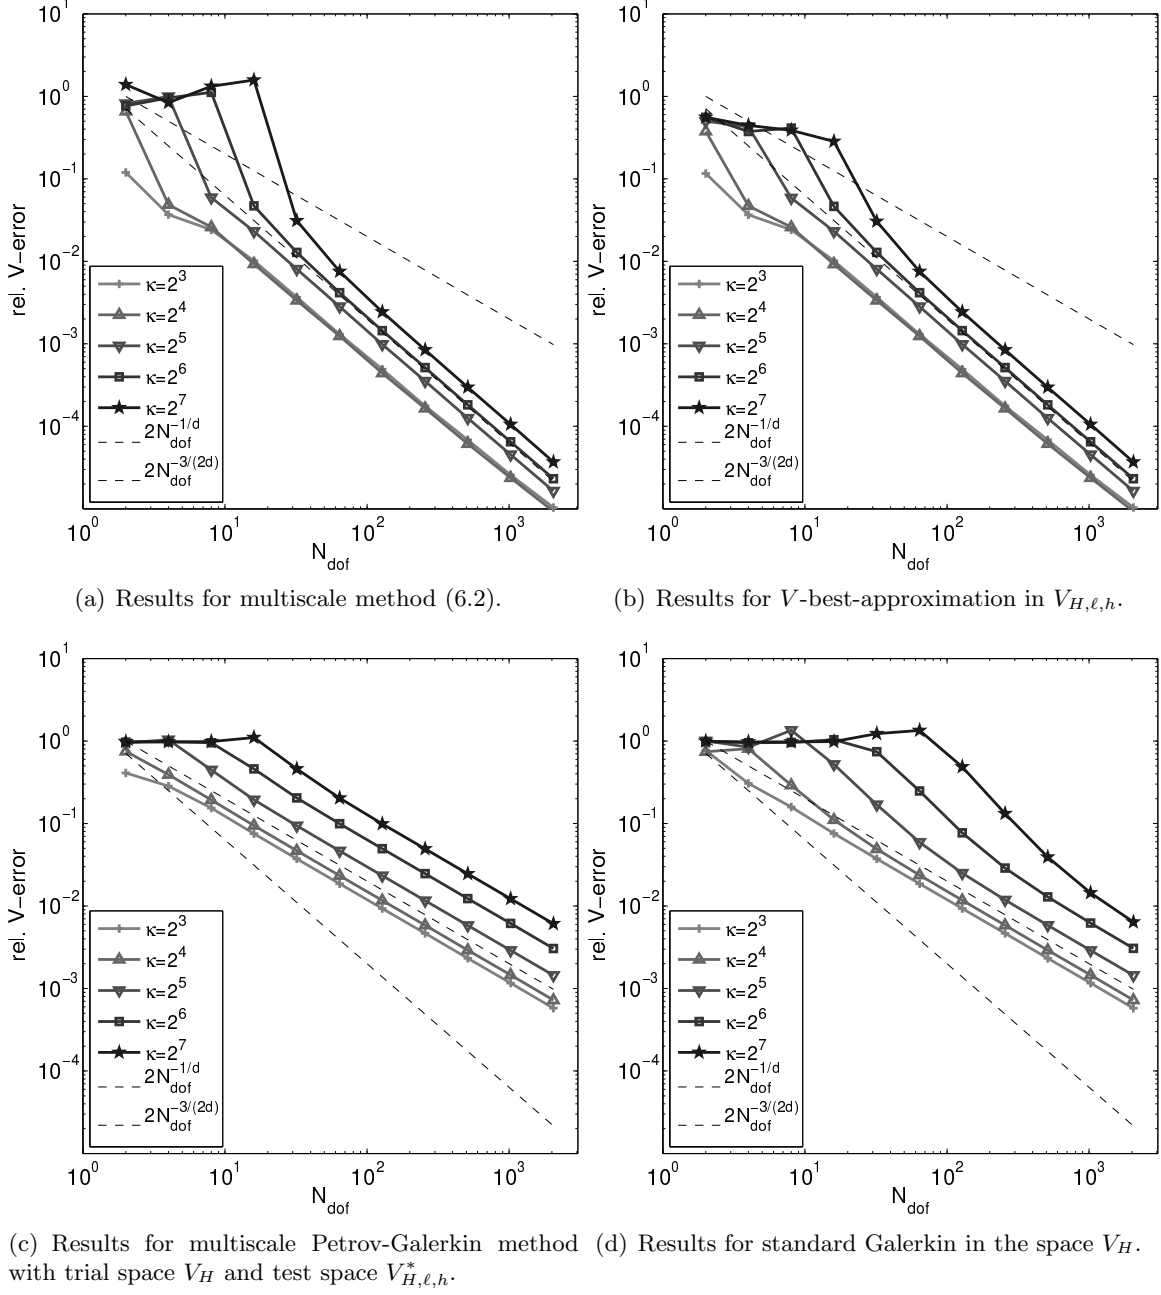 10^1
10^0
10^−1
10^−2
10^−3
10^−4
rel. V−error
κ=2^3
κ=2^4
κ=2^5
κ=2^6
κ=2^7
2N_dof^−1/d
2N_dof^−3/(2d)
10^0 10^1 10^2 10^3
N_dof
(a) Results for multiscale method (6.2).
10^1
10^0
10^−1
10^−2
10^−3
10^−4
rel. V−error
κ=2^3
κ=2^4
κ=2^5
κ=2^6
κ=2^7
2N_dof^−1/d
2N_dof^−3/(2d)
10^0 10^1 10^2 10^3
N_dof
(b) Results for V-best-approximation in V_{H,ℓ,h}.
10^1
10^0
10^−1
10^−2
10^−3
10^−4
rel. V−error
κ=2^3
κ=2^4
κ=2^5
κ=2^6
κ=2^7
2N_dof^−1/d
2N_dof^−3/(2d)
10^0 10^1 10^2 10^3
N_dof
(c) Results for multiscale Petrov-Galerkin method
with trial space V_H and test space V^*_{H,ℓ,h}.
10^1
10^0
10^−1
10^−2
10^−3
10^−4
rel. V−error
κ=2^3
κ=2^4
κ=2^5
κ=2^6
κ=2^7
2N_dof^−1/d
2N_dof^−3/(2d)
10^0 10^1 10^2 10^3
N_dof
(d) Results for standard Galerkin in the space V_H.